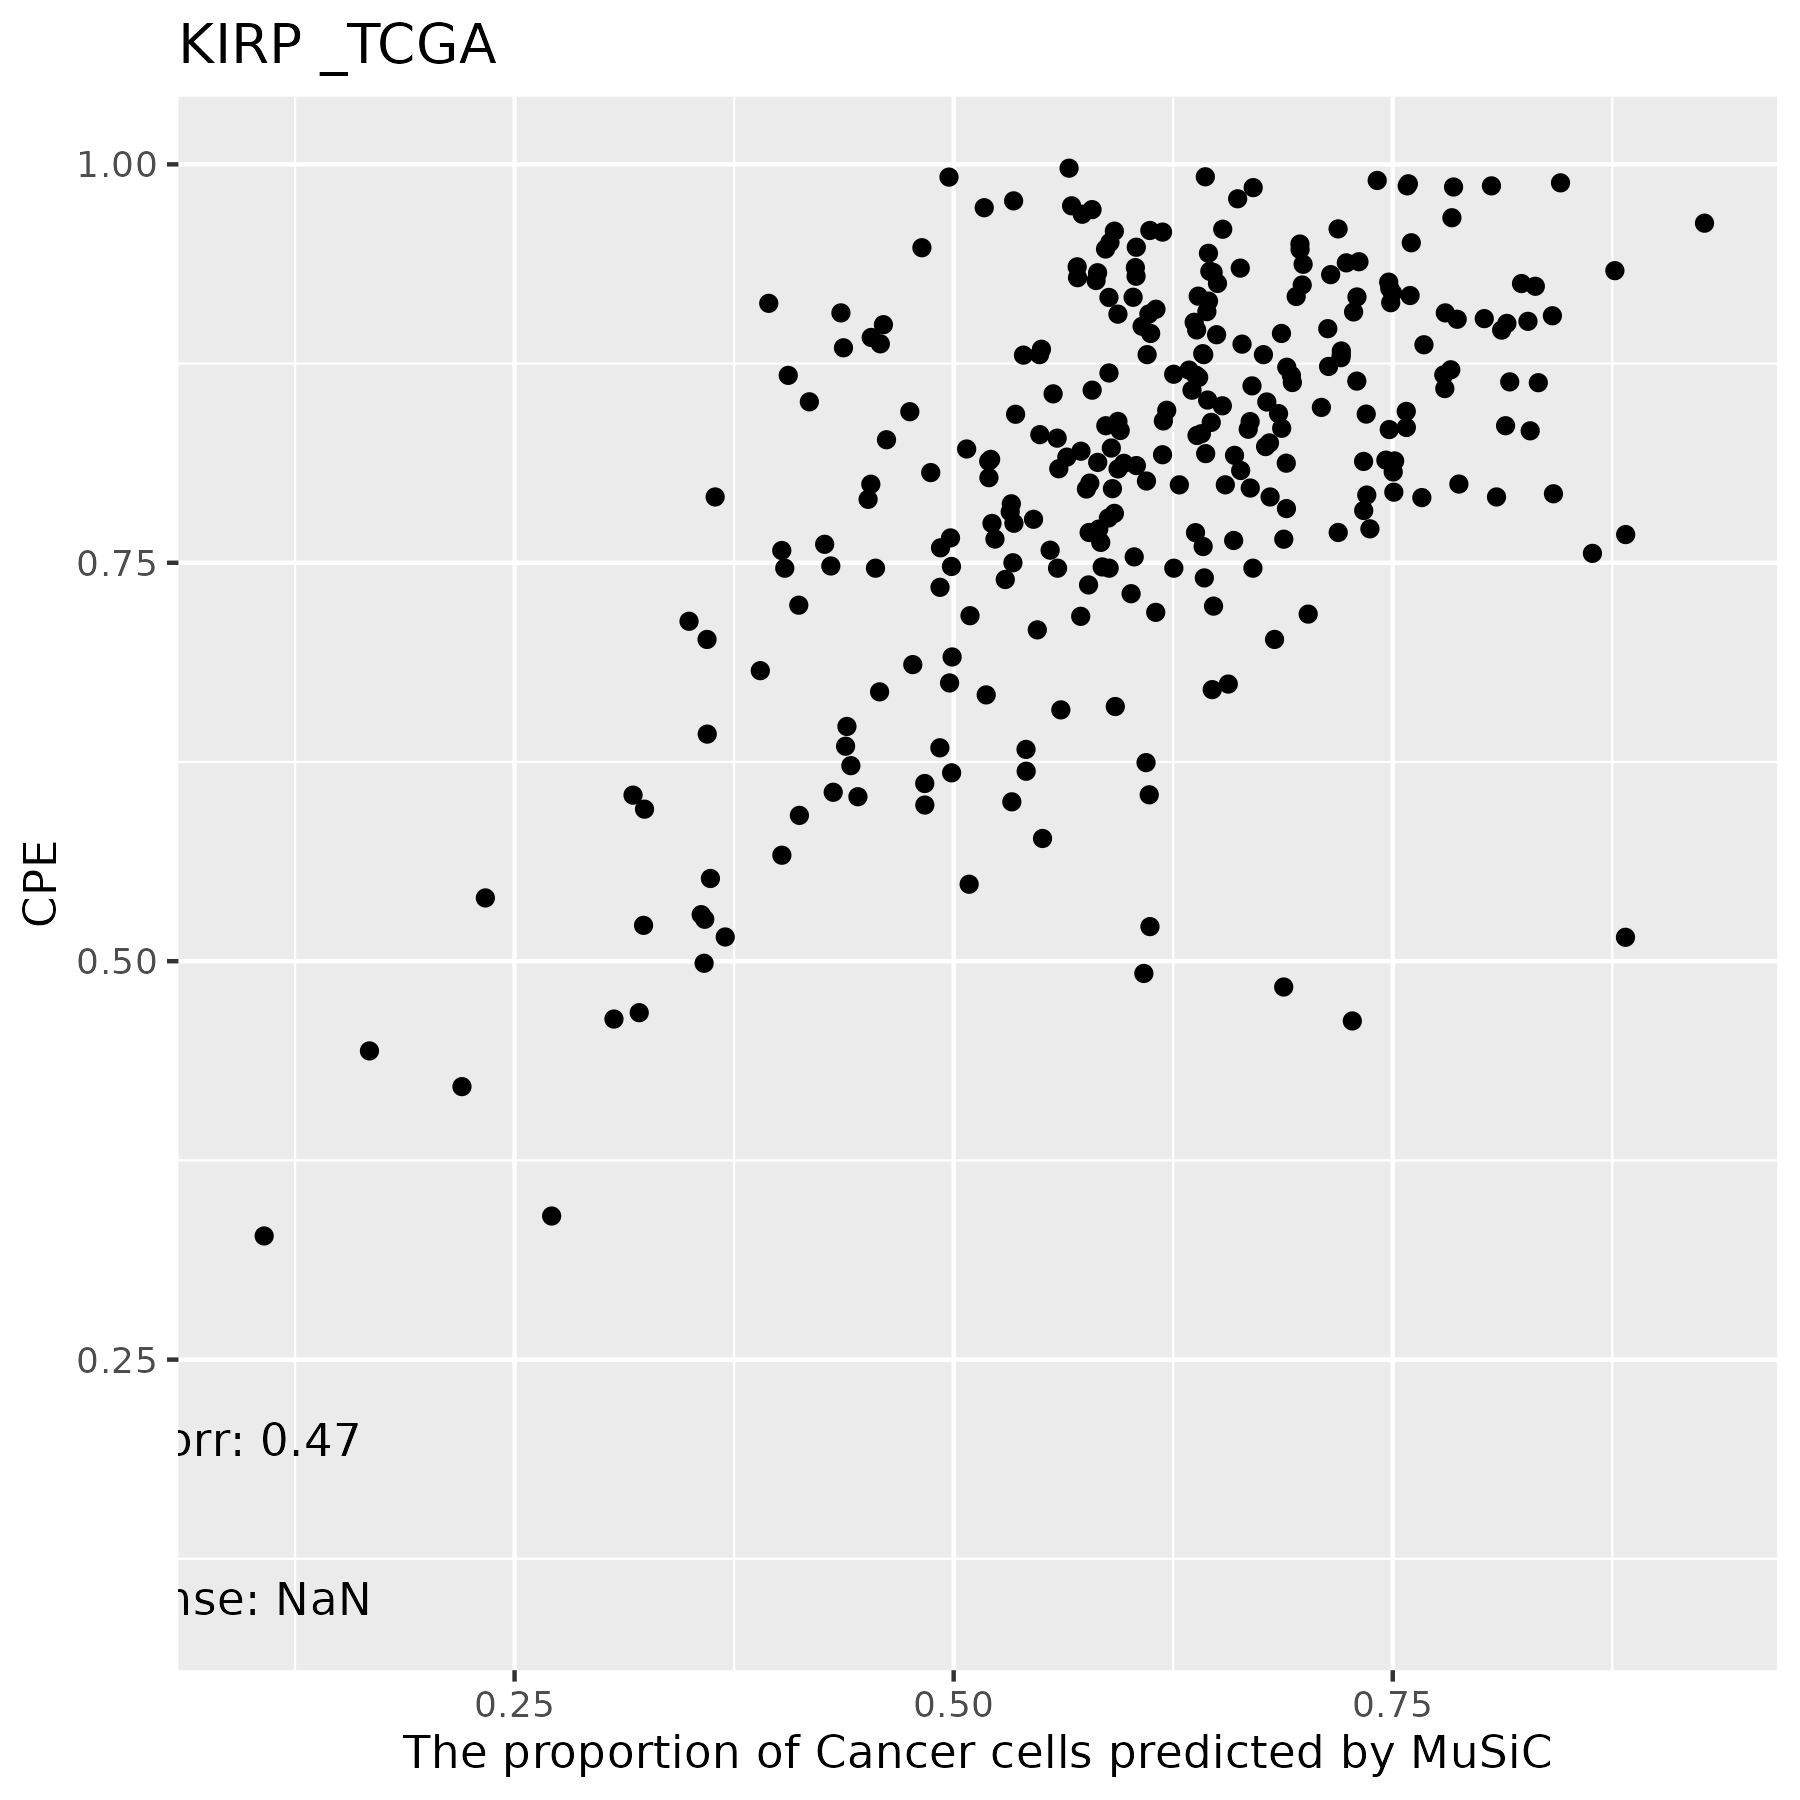 KIRP _TCGA
1.00
0.75
0.50
0.25
CPE
orr: 0.47
nse: NaN
0.25 0.50 0.75
The proportion of Cancer cells predicted by MuSiC